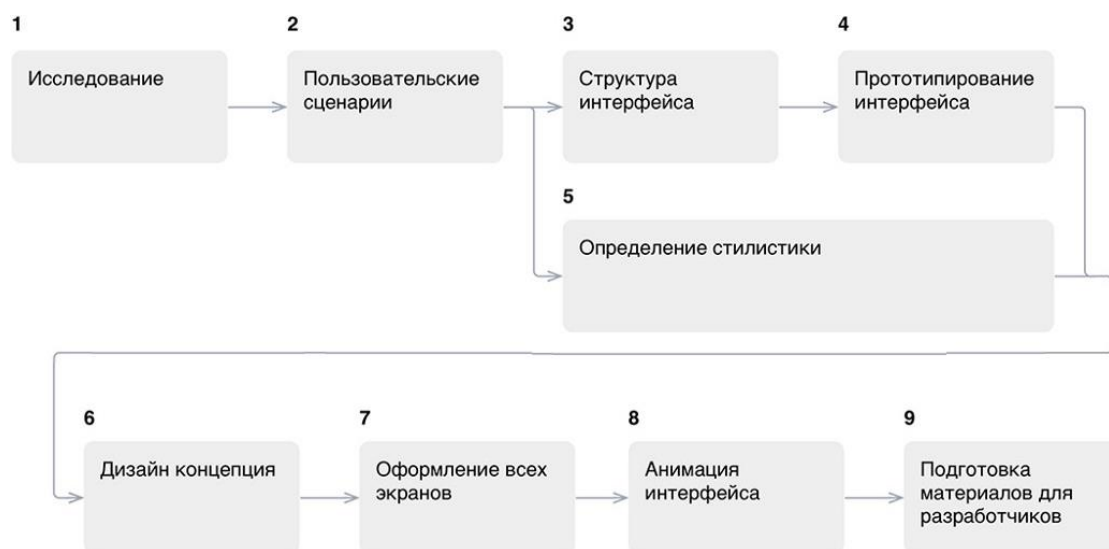 1
Исследование
2
Пользовательские
сценарии
3
Структура
интерфейса
4
Прототипирование
интерфейса
5
Определение стилистики
6
Дизайн концепция
7
Оформление всех
экранов
8
Анимация
интерфейса
9
Подготовка
материалов для
разработчиков